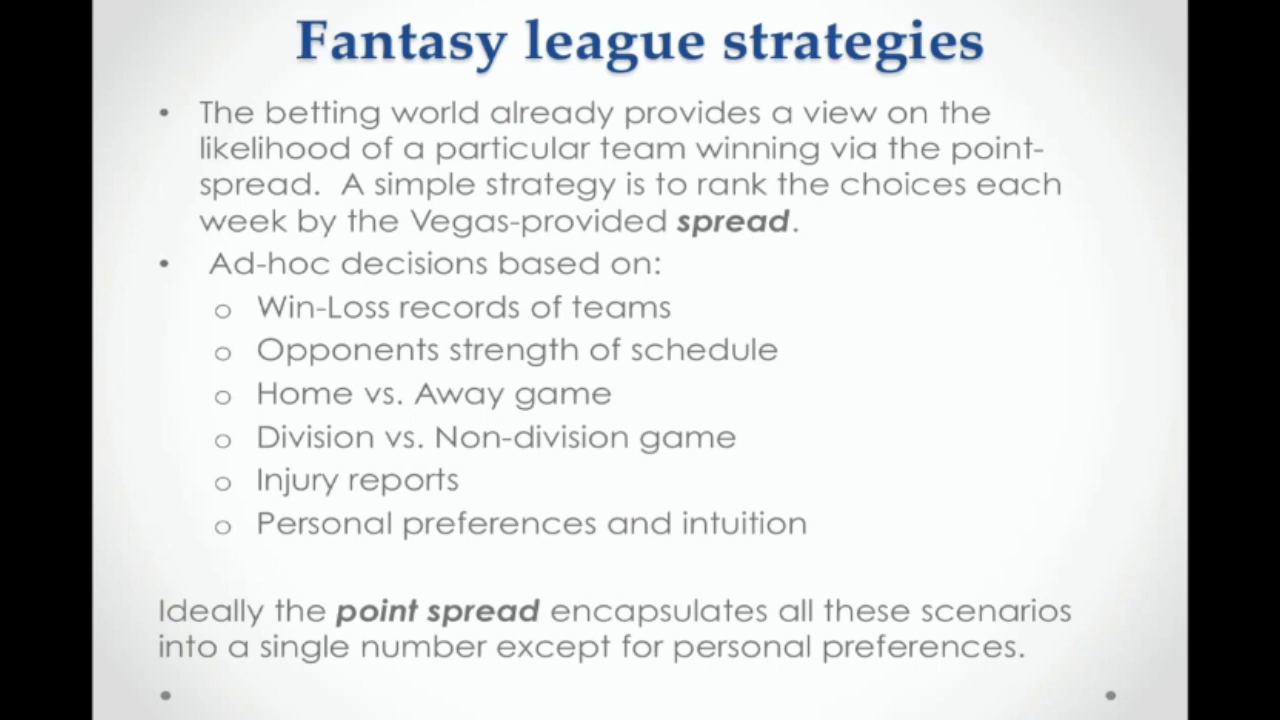 Fantasy league strategies
• The betting world already provides a view on the
likelihood of a particular team winning via the point-
spread. A simple strategy is to rank the choices each
week by the Vegas-provided spread.
• Ad-hoc decisions based on:
o Win-Loss records of teams
o Opponents strength of schedule
o Home vs. Away game
o Division vs. Non-division game
o Injury reports
o Personal preferences and intuition
Ideally the point spread encapsulates all these scenarios
into a single number except for personal preferences.